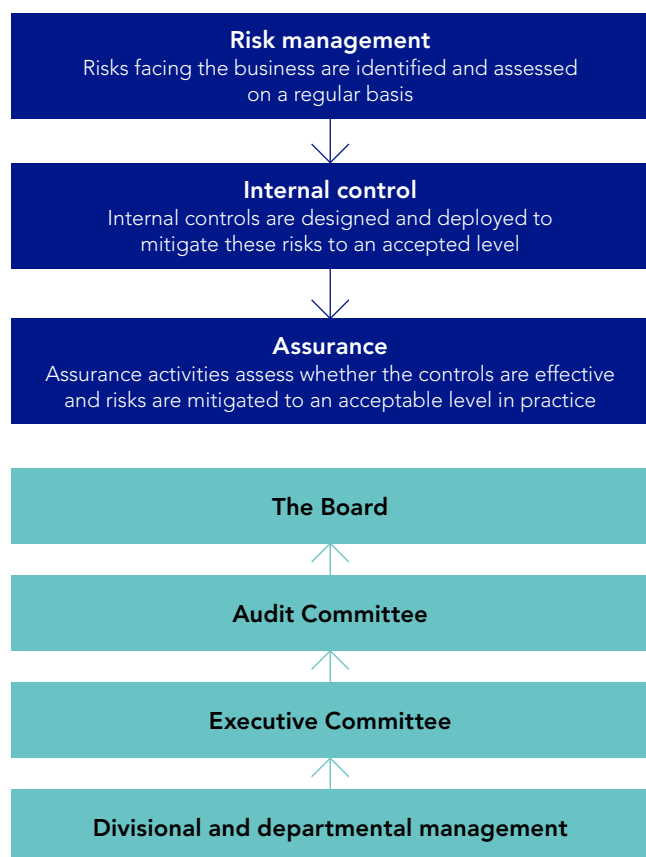 Risk management
Risks facing the business are identified and assessed
on a regular basis
Internal control
Internal controls are designed and deployed to
mitigate these risks to an accepted level
Assurance
Assurance activities assess whether the controls are effective
and risks are mitigated to an acceptable level in practice
The Board
Audit Committee
Executive Committee
Divisional and departmental management